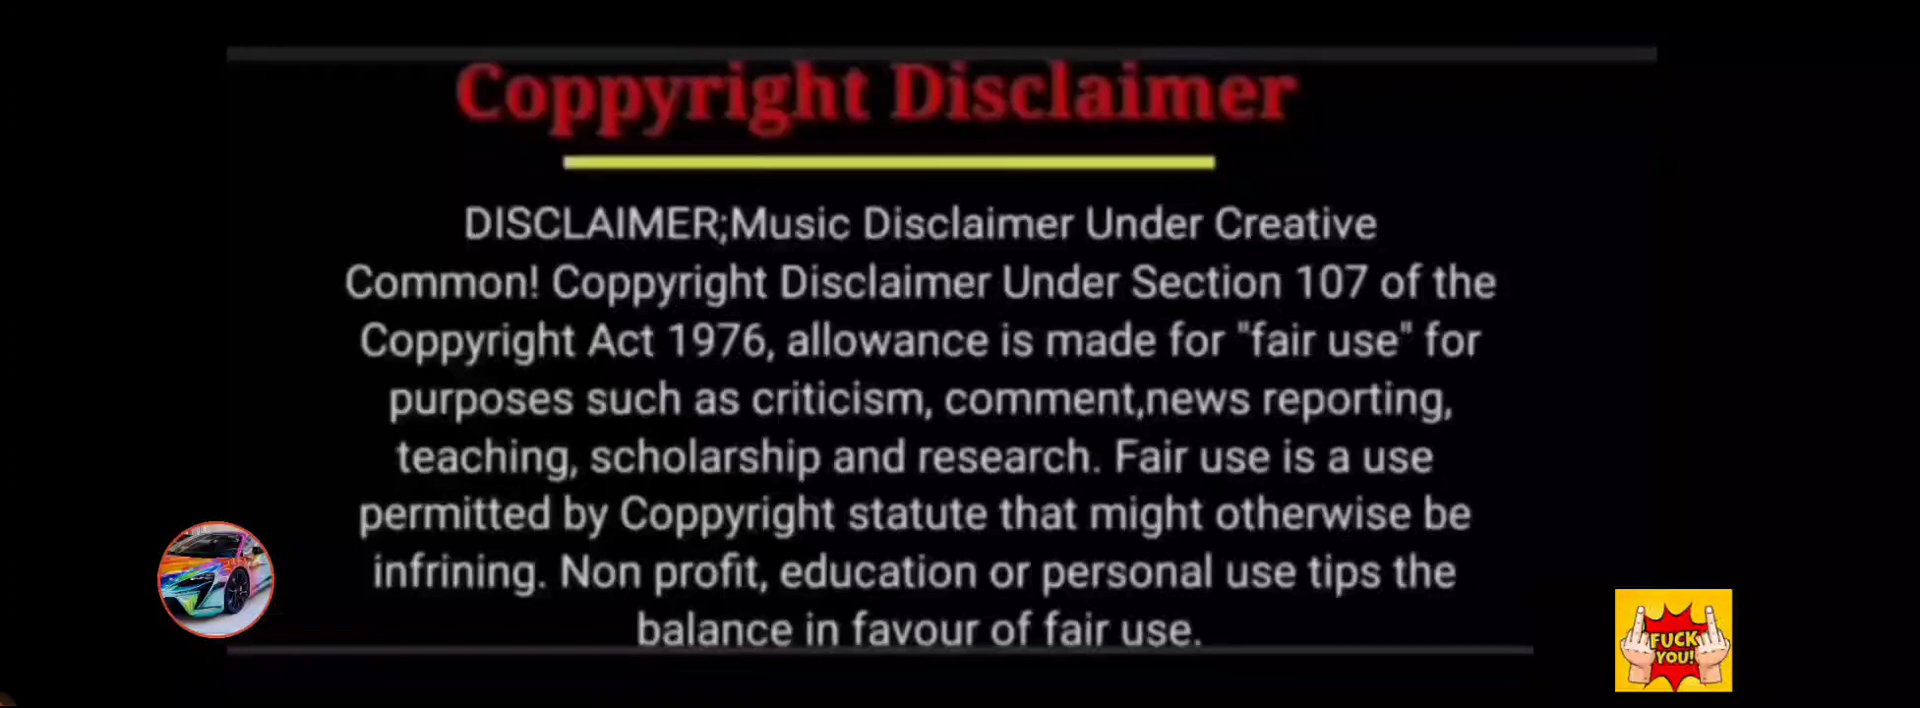 Coppyright Disclaimer
DISCLAIMER;Music Disclaimer Under Creative
Common! Coppyright Disclaimer Under Section 107 of the
Coppyright Act 1976, allowance is made for "fair use" for
purposes such as criticism, comment,news reporting,
teaching, scholarship and research. Fair use is a use
permitted by Coppyright statute that might otherwise be
infrining. Non profit, education or personal use tips the
balance in favour of fair use.
FUCK
YOU!